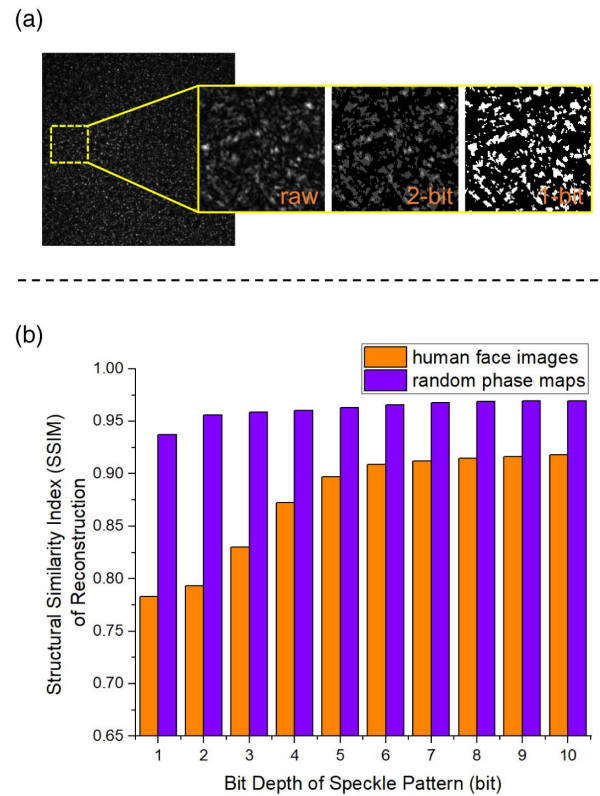 (a)
raw
2-bit
1-bit
(b)
human face images
random phase maps
1.00
0.95
0.90
0.85
0.80
0.75
0.70
0.65
Structural Similarity Index (SSIM)
of Reconstruction
1 2 3 4 5 6 7 8 9 10
Bit Depth of Speckle Pattern (bit)